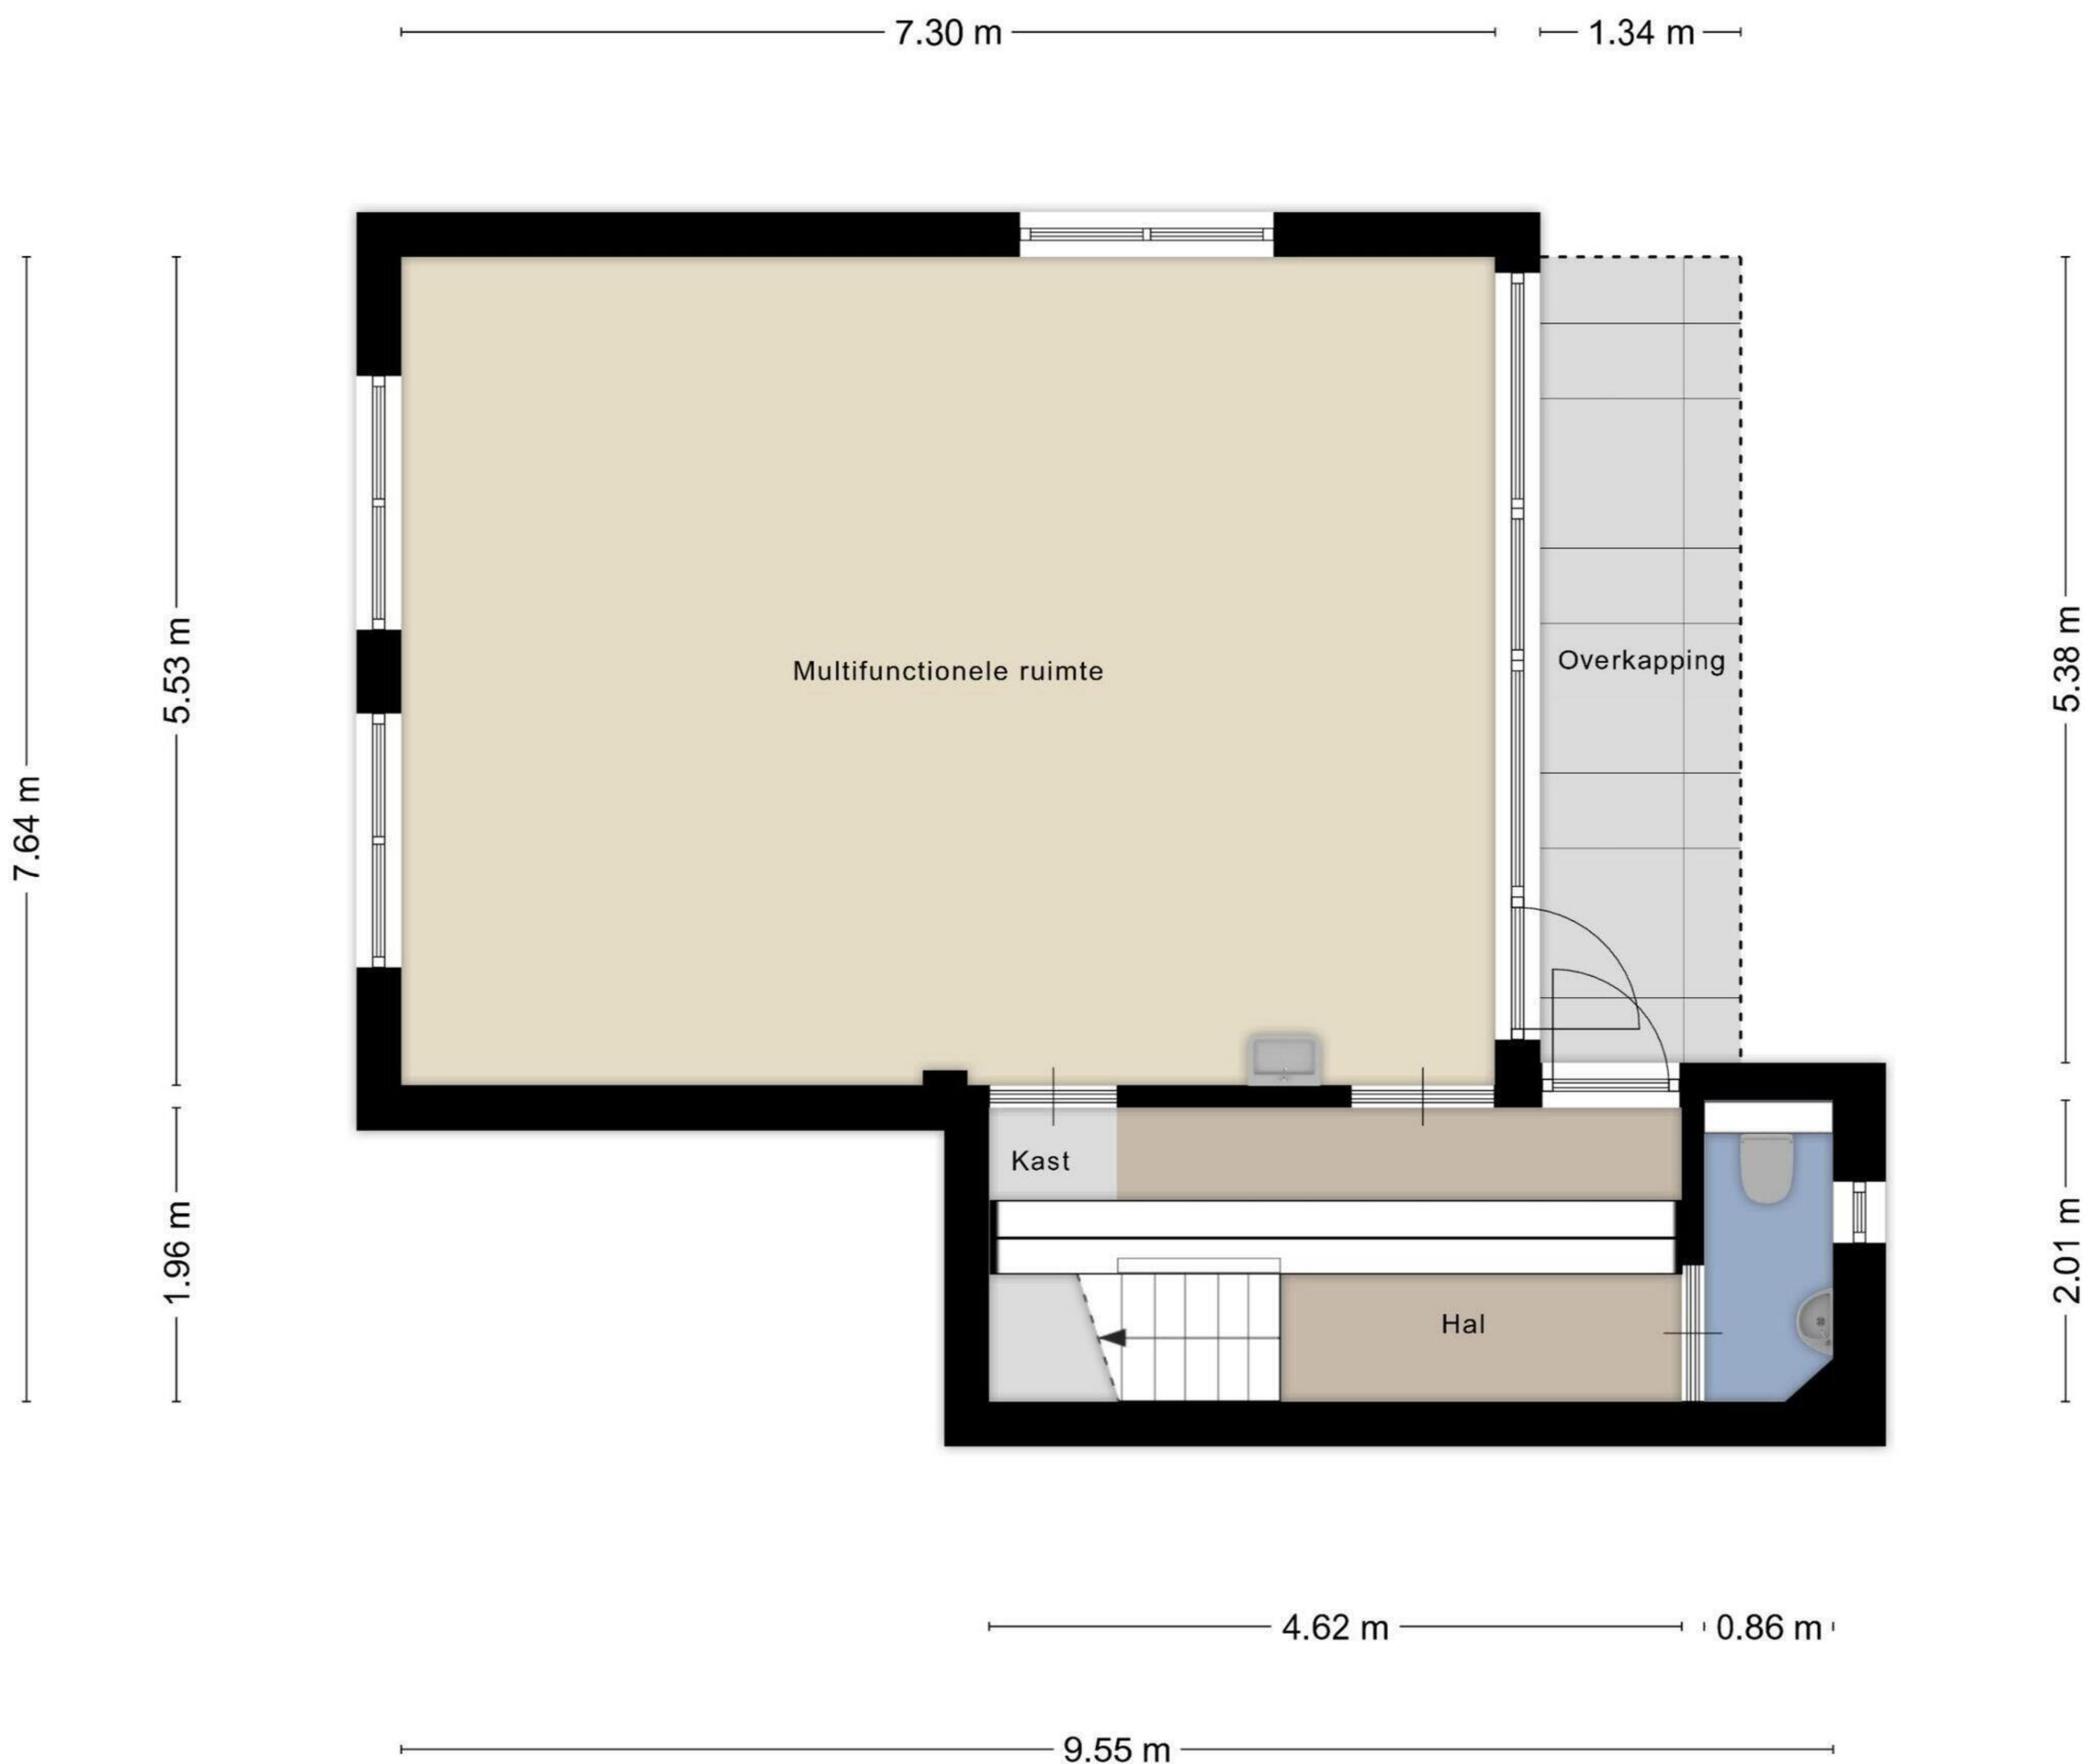 7.30 m
1.34 m
5.53 m
7.64 m
5.38 m
Multifunctionele ruimte
Overkapping
Kast
1.96 m
2.01 m
Hal
4.62 m
0.86 m
9.55 m